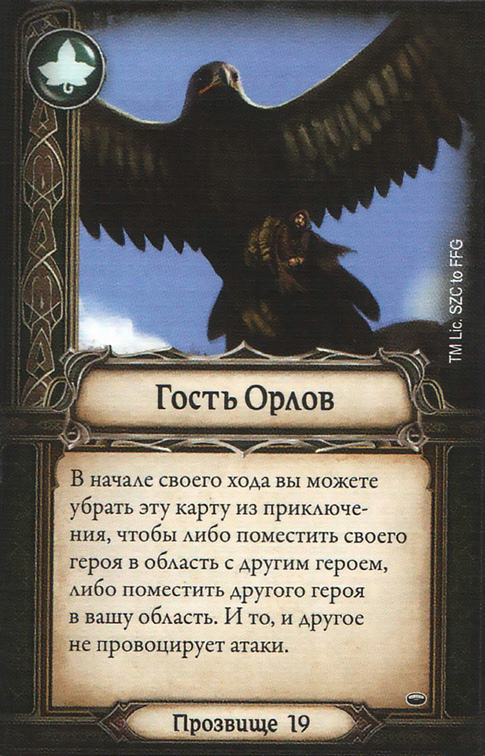 TM Lic. SZC to FFG
Гость Орлов
В начале своего хода вы можете
убрать эту карту из приключе-
ния, чтобы либо поместить своего
героя в область с другим героем,
либо поместить другого героя
в вашу область. И то, и другое
не провоцирует атаки.
Прозвище 19